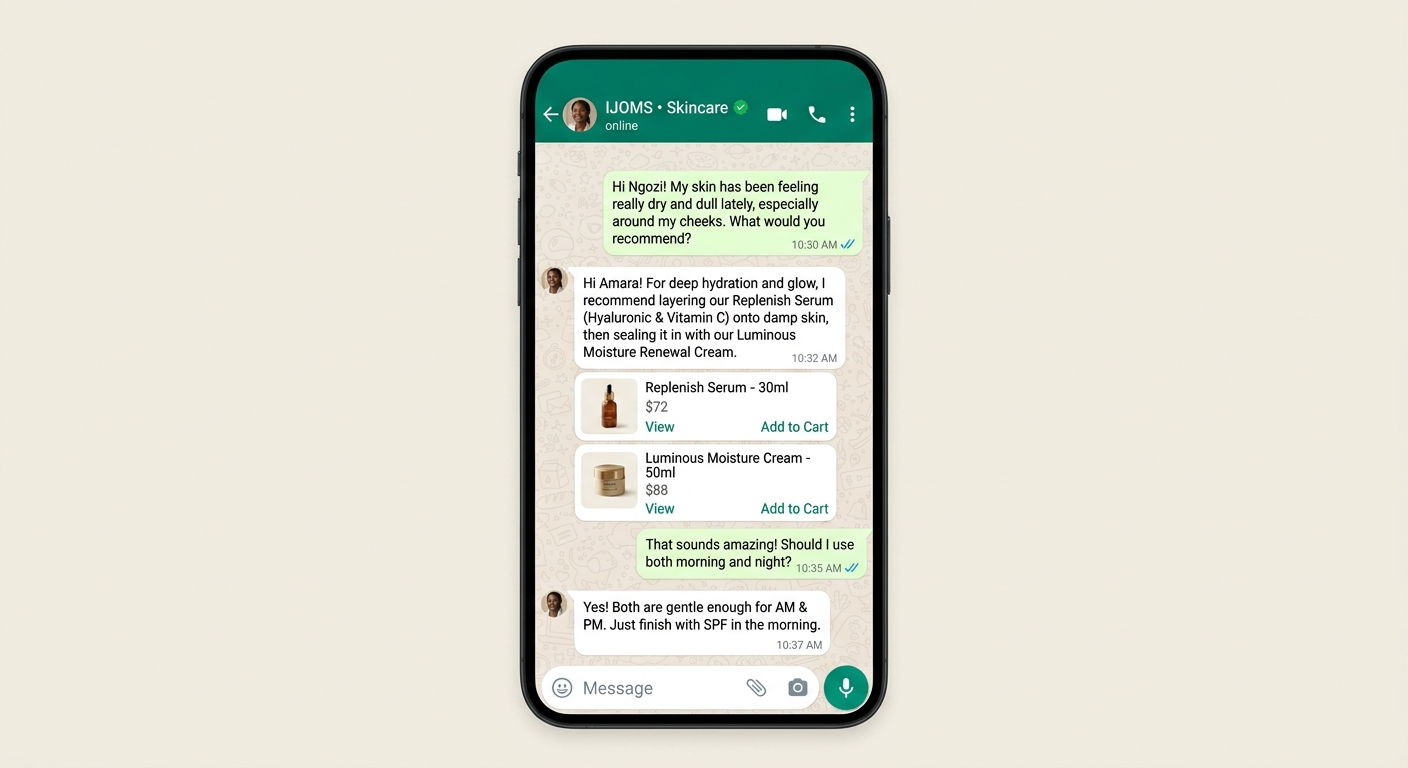 IJOMS • Skincare
online
Hi Ngozi! My skin has been feeling
really dry and dull lately, especially
around my cheeks. What would you
recommend?
10:30 AM
Hi Amara! For deep hydration and glow, I
recommend layering our Replenish Serum
(Hyaluronic & Vitamin C) onto damp skin,
then sealing it in with our Luminous
Moisture Renewal Cream.
10:32 AM
Replenish Serum - 30ml
$72
View Add to Cart
Luminous Moisture Cream -
50ml
$88
View Add to Cart
That sounds amazing! Should I use
both morning and night?
10:35 AM
Yes! Both are gentle enough for AM &
PM. Just finish with SPF in the morning.
10:37 AM
Message